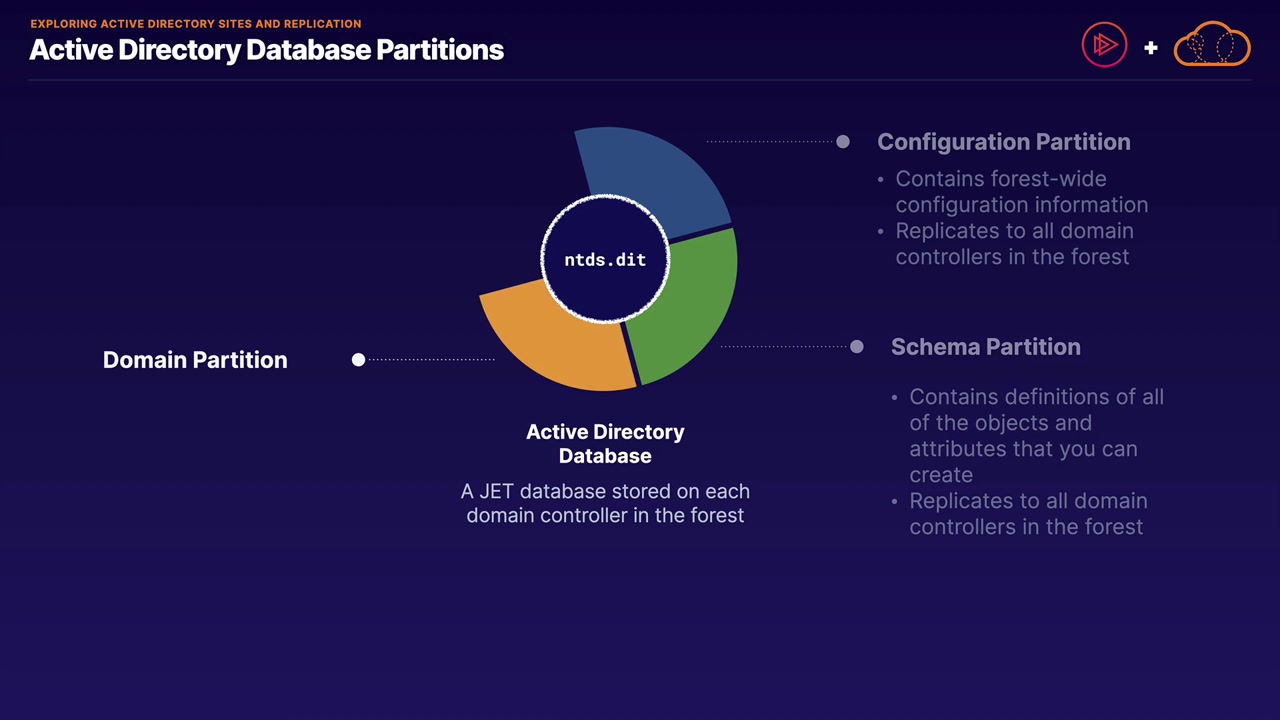 EXPLORING ACTIVE DIRECTORY SITES AND REPLICATION
Active Directory Database Partitions
+
Configuration Partition
• Contains forest-wide
configuration information
• Replicates to all domain
controllers in the forest
ntds.dit
Schema Partition
• Contains definitions of all
of the objects and
attributes that you can
create
• Replicates to all domain
controllers in the forest
Domain Partition
Active Directory
Database
A JET database stored on each
domain controller in the forest